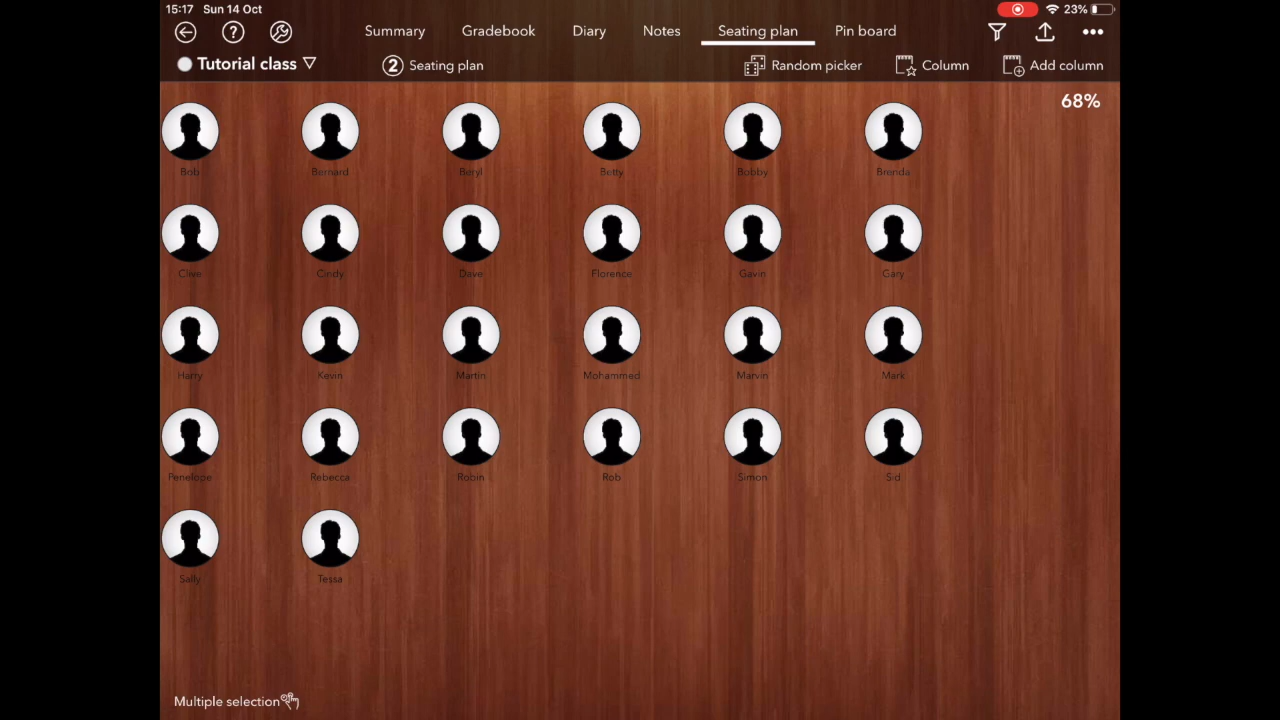 15:17 Sun 14 Oct 23%
? Summary Gradebook Diary Notes Seating plan Pin board
Tutorial class 2 Seating plan Random picker Column Add column
68%
Bob Bernard Beryl Betty Bobby Brenda
Clive Cindy Dave Florence Gavin Gary
Harry Kevin Martin Mohammed Marvin Mark
Penelope Rebecca Robin Rob Simon Sid
Sally Tessa
Multiple selection